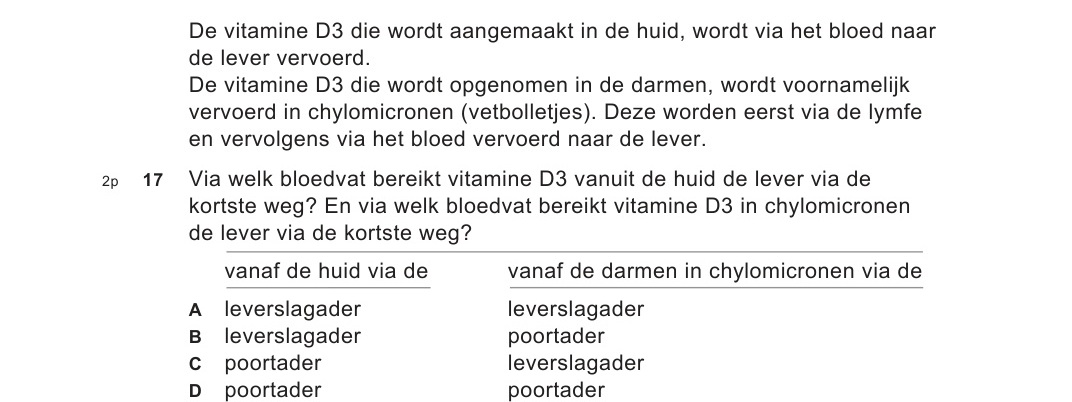 De vitamine D3 die wordt aangemaakt in de huid, wordt via het bloed naar
de lever vervoerd.
De vitamine D3 die wordt opgenomen in de darmen, wordt voornamelijk
vervoerd in chylomicronen (vetbolletjes). Deze worden eerst via de lymfe
en vervolgens via het bloed vervoerd naar de lever.
2p 17 Via welk bloedvat bereikt vitamine D3 vanuit de huid de lever via de
kortste weg? En via welk bloedvat bereikt vitamine D3 in chylomicronen
de lever via de kortste weg?
vanaf de huid via de vanaf de darmen in chylomicronen via de
A leverslagader leverslagader
B leverslagader poortader
C poortader leverslagader
D poortader poortader